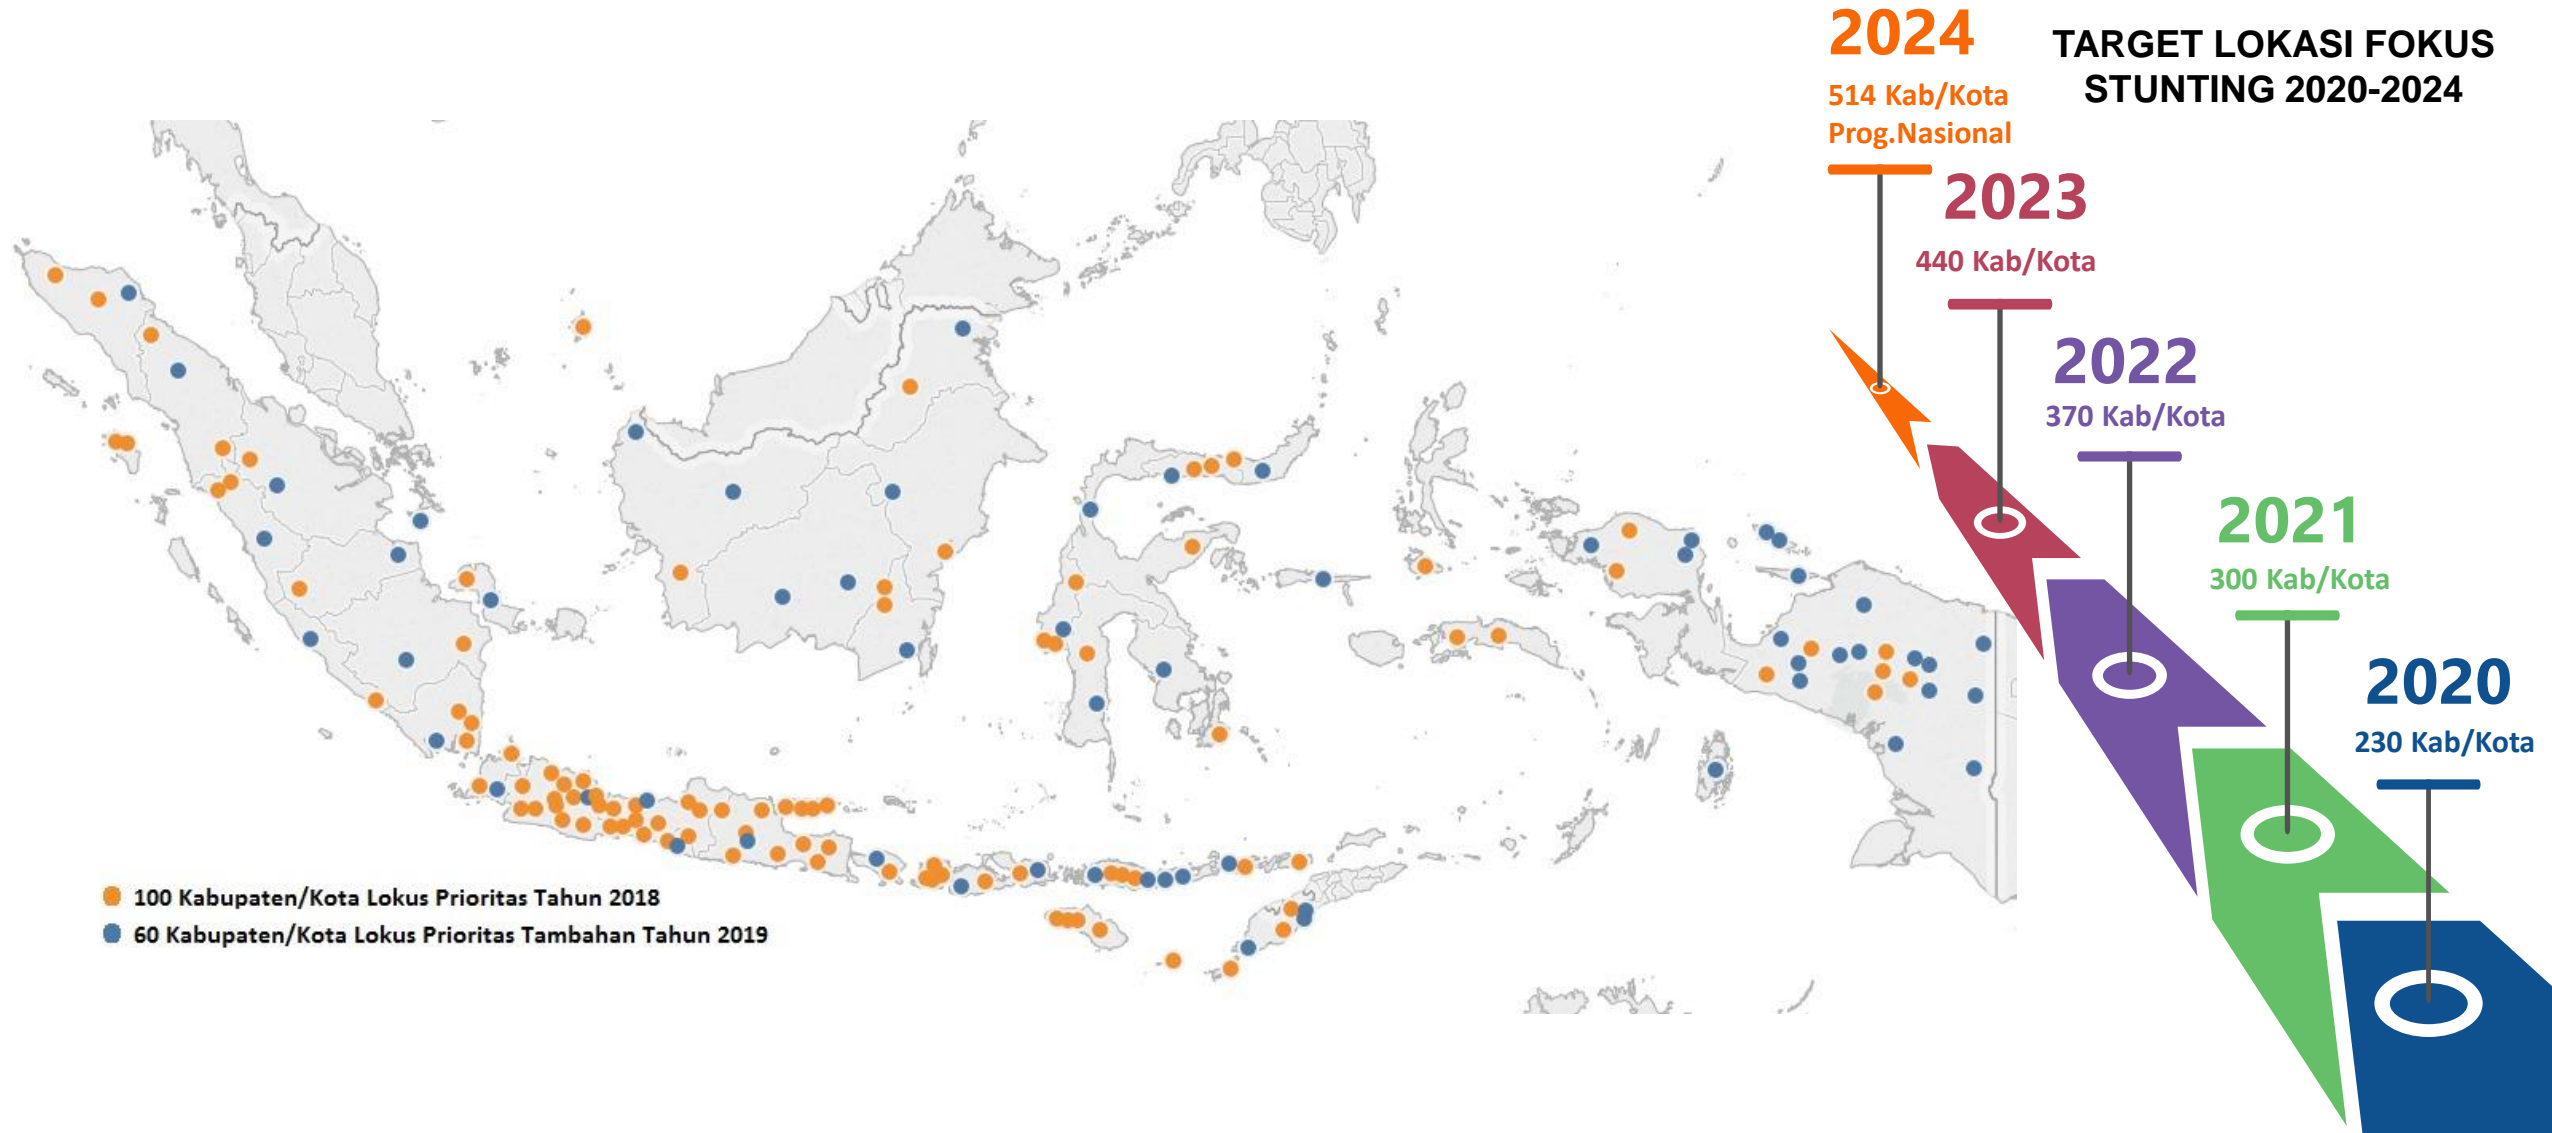 TARGET LOKASI FOKUS
STUNTING 2020-2024
2024
514 Kab/Kota
Prog.Nasional
2023
440 Kab/Kota
2022
370 Kab/Kota
2021
300 Kab/Kota
2020
230 Kab/Kota
100 Kabupaten/Kota Lokus Prioritas Tahun 2018
60 Kabupaten/Kota Lokus Prioritas Tambahan Tahun 2019